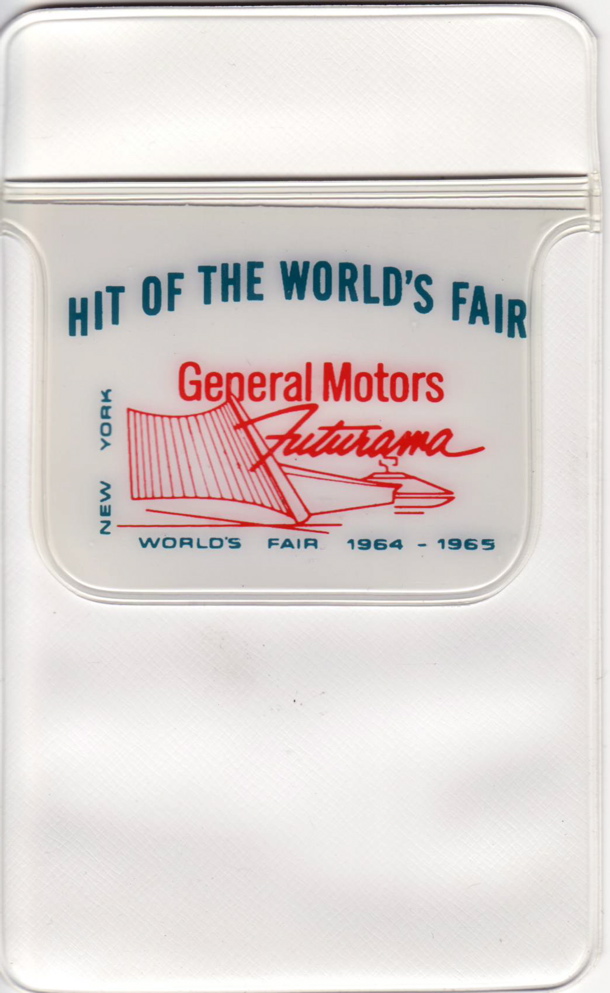 HIT OF THE WORLD'S FAIR
General Motors
Futurama
NEW YORK
WORLD'S FAIR 1964 - 1965